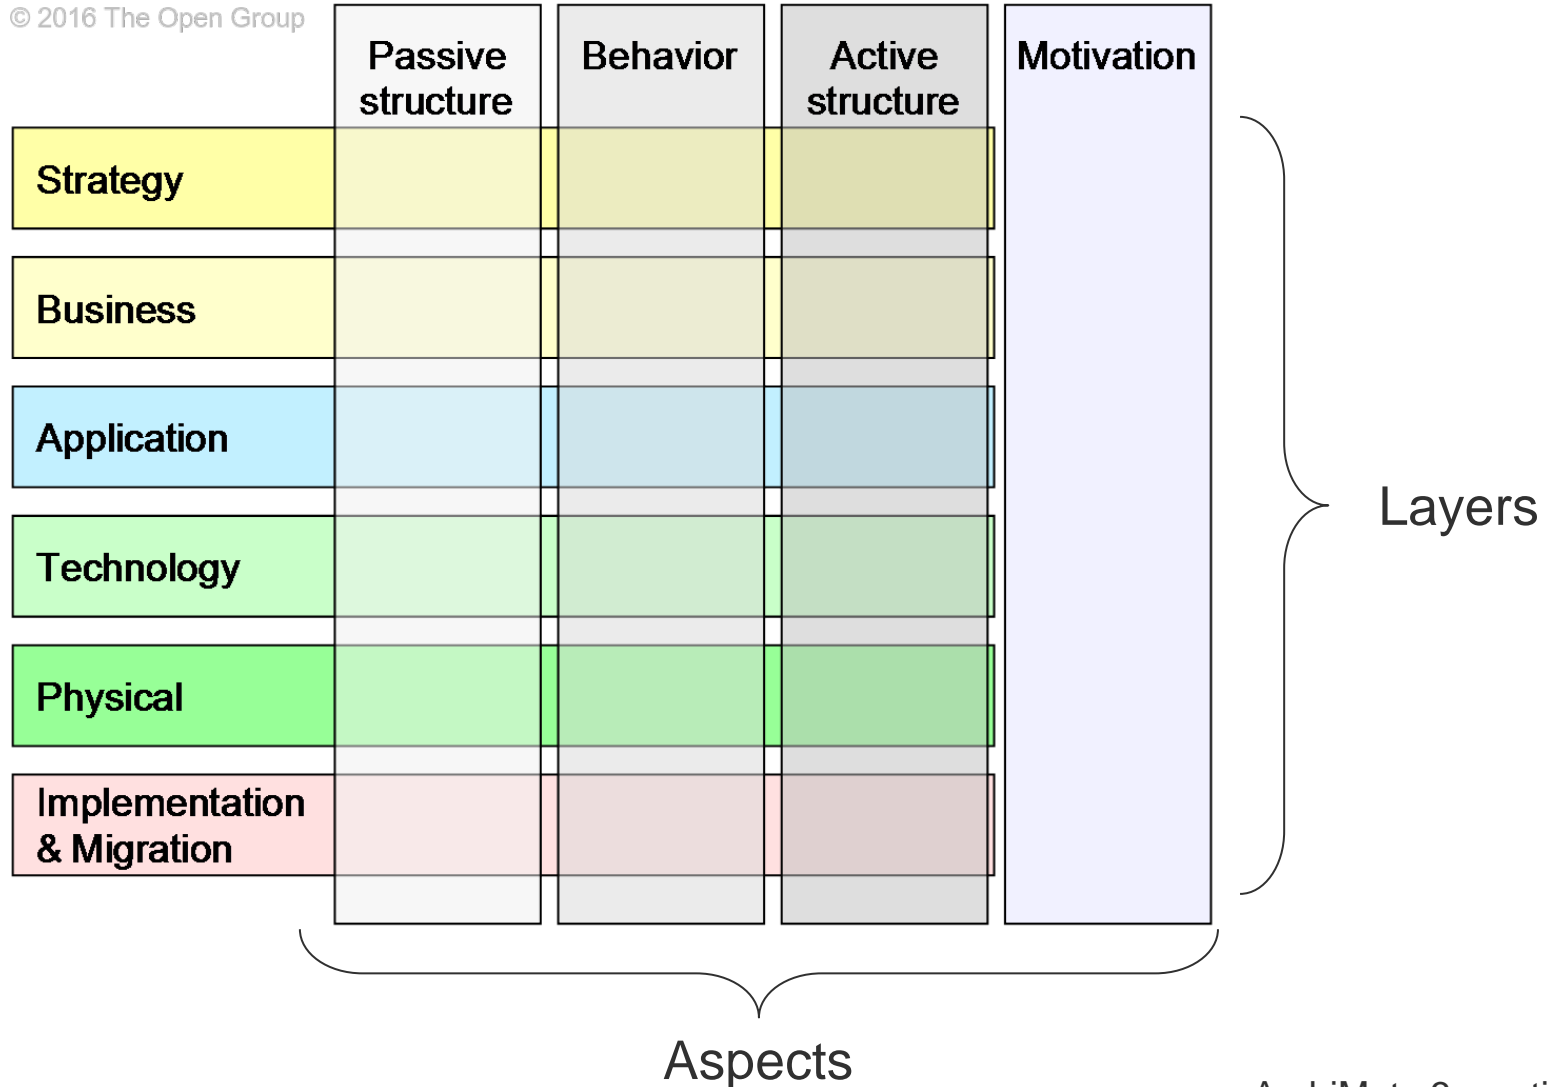 © 2016 The Open Group
Passive
structure
Behavior
Active
structure
Motivation
Strategy
Business
Application
Technology
Physical
Implementation
& Migration
Layers
Aspects